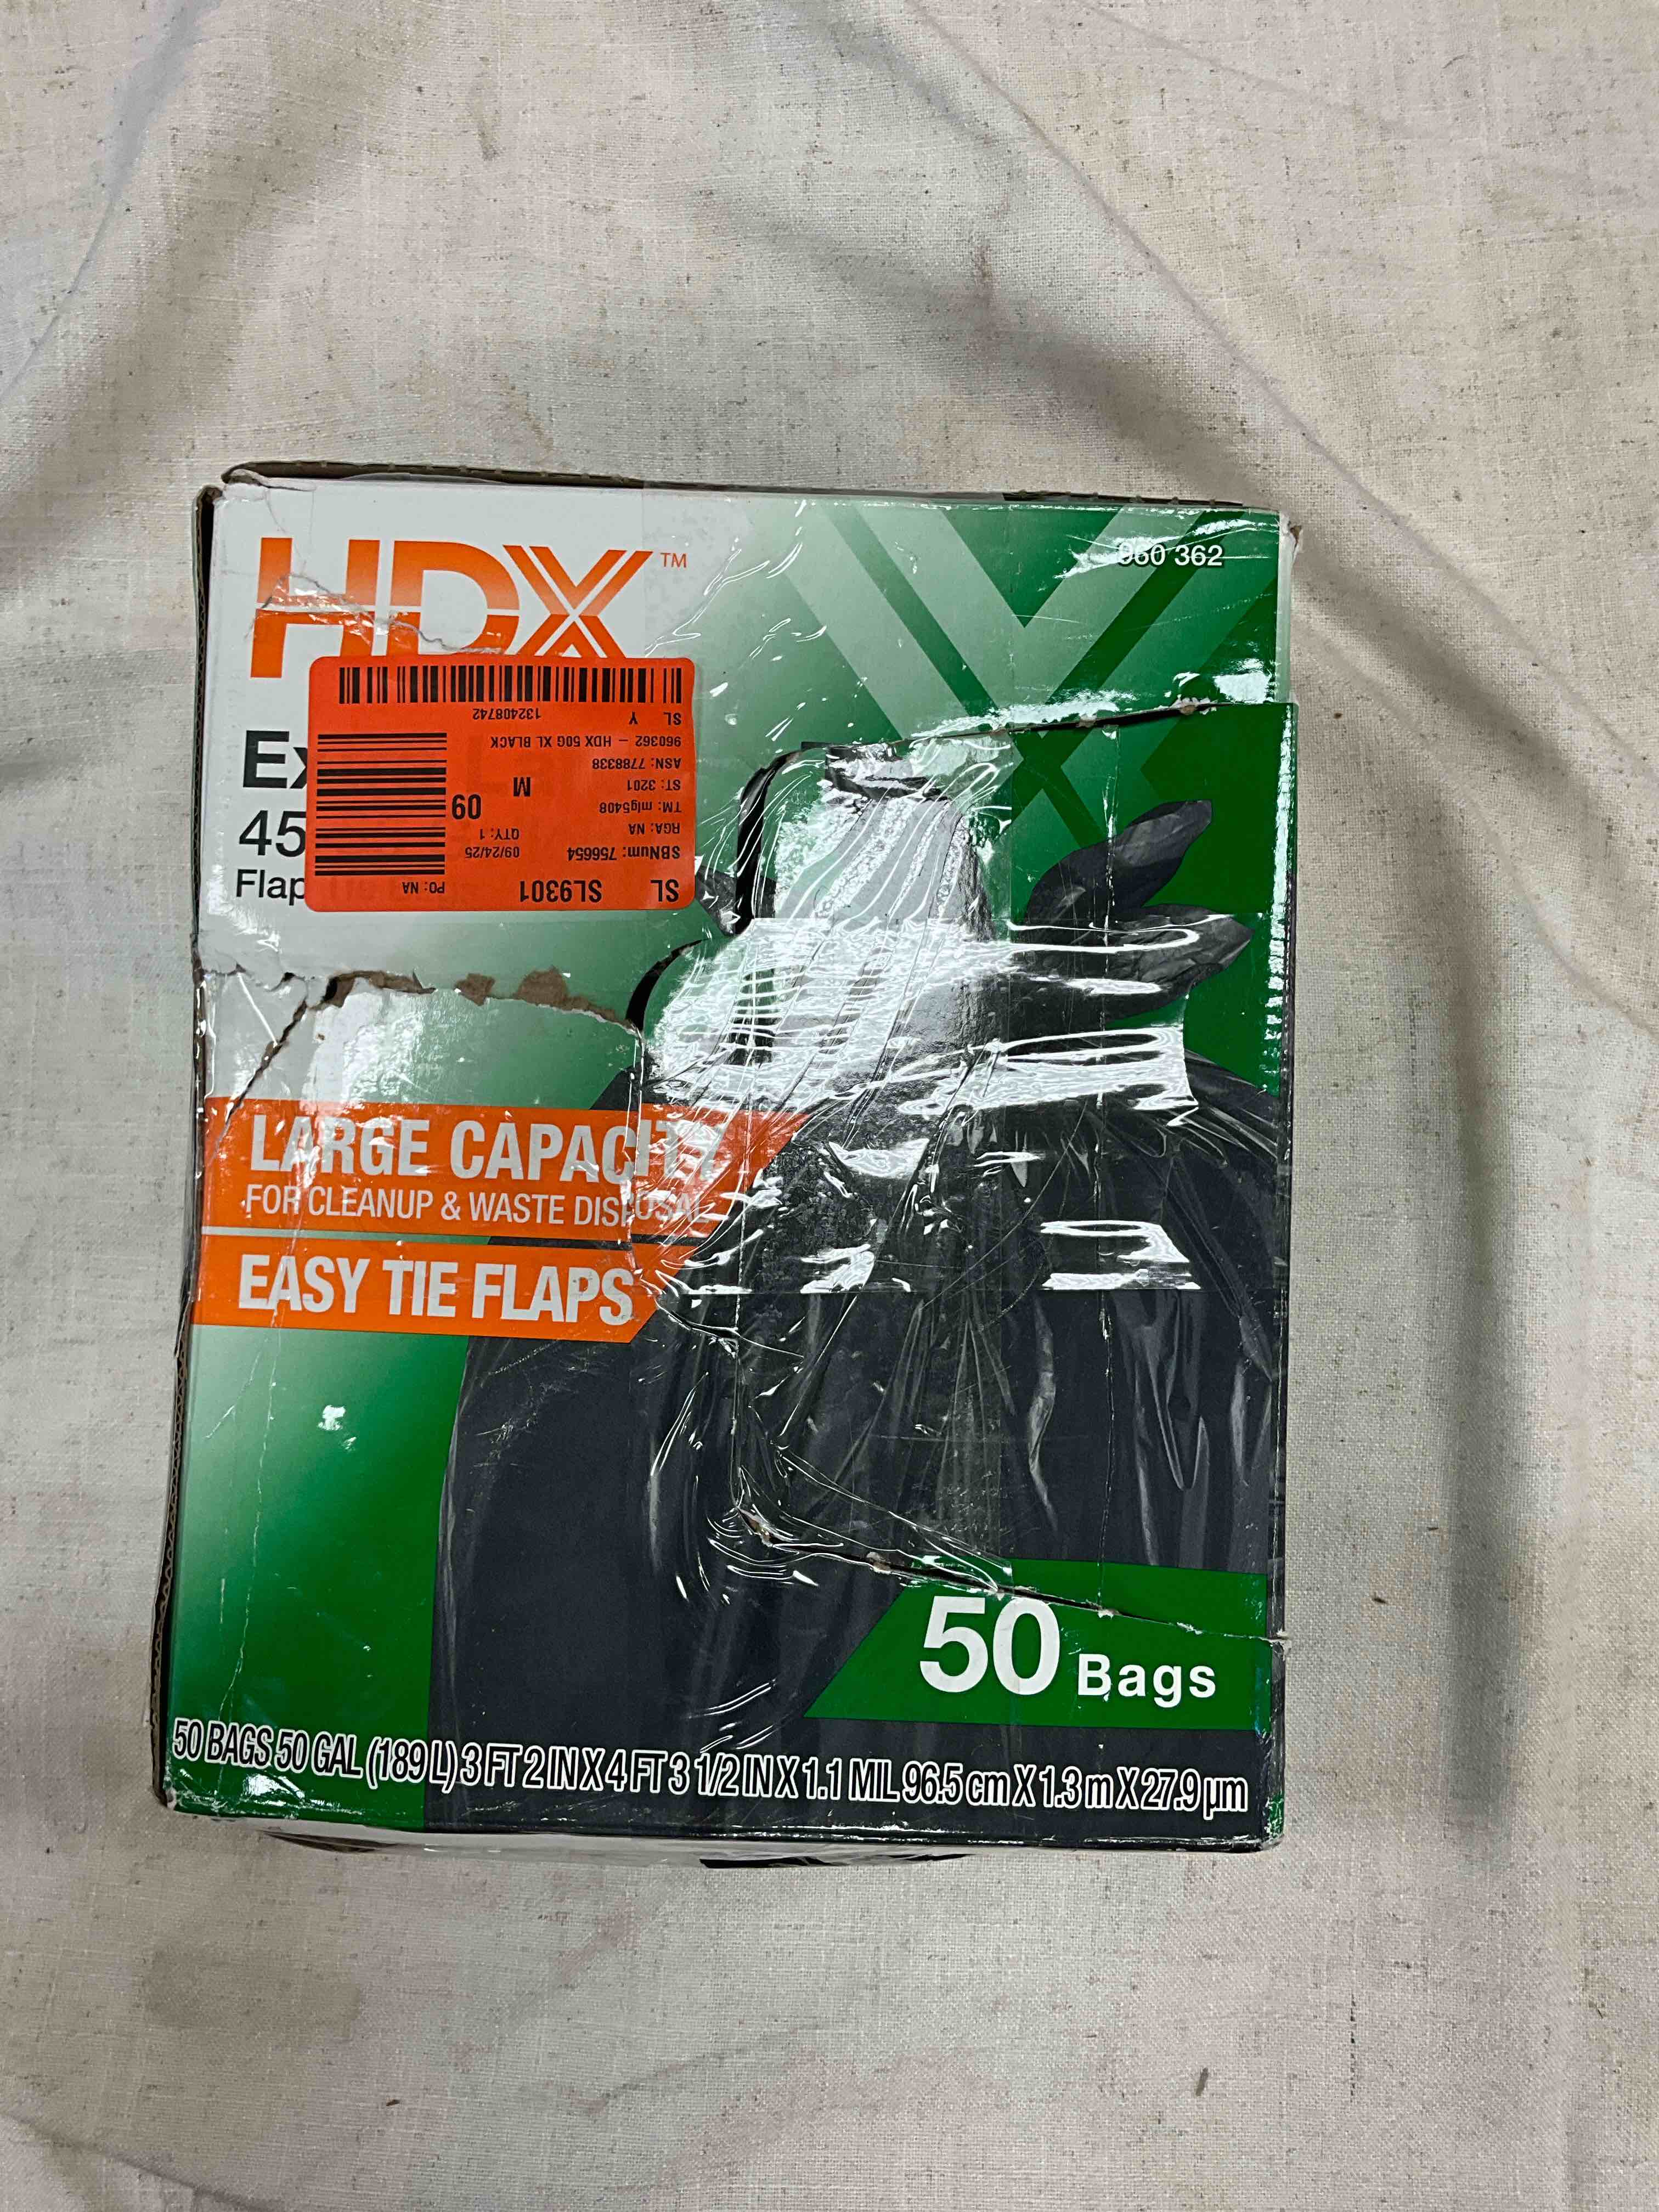 HDX™
960 362
SL SL9301 PO: NA
SBNum: 756654 09/24/25
RGA: NA QTY: 1
TM: mlg5408 09
ST: 3201 M
ASN: 7788338
960362 - HDX 50G XL BLACK
SL Y 132408742
45
Flap
LARGE CAPACITY
FOR CLEANUP & WASTE DISPOSAL
EASY TIE FLAPS
50 Bags
50 BAGS 50 GAL (189 L) 3 FT 2 IN X 4 FT 3 1/2 IN X 1.1 MIL 96.5 cm X 1.3 m X 27.9 µm